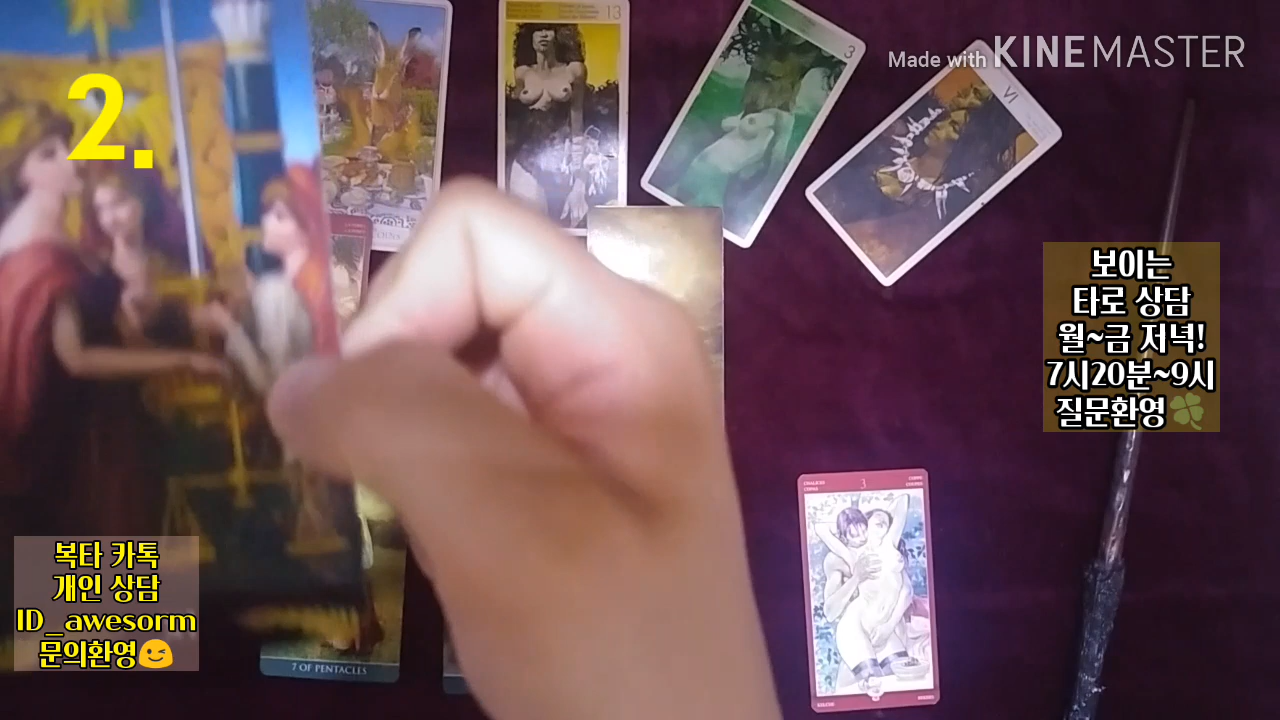 2.
13
3
VI
Made with KINEMASTER
보이는
타로 상담
월~금 저녁!
7시20분~9시
질문환영🍀
복타 카톡
개인 상담
ID_awesorm
문의환영😉
7 OF PENTACLES
3